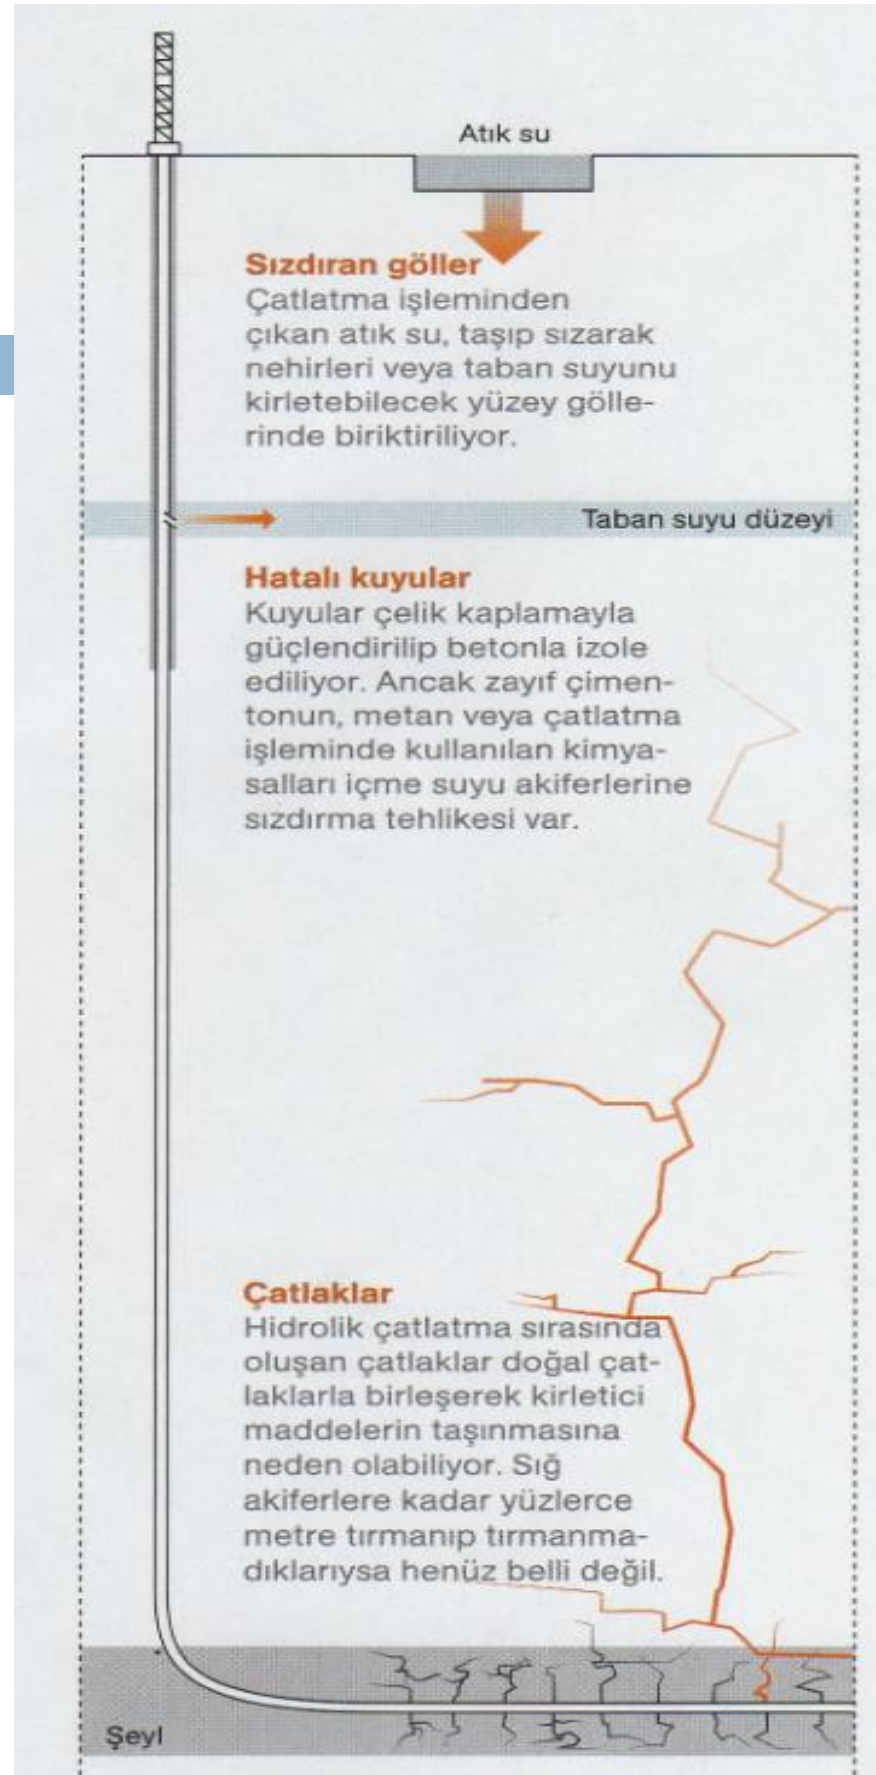 Atık su
Sızdıran göller
Çatlatma işleminden
çıkan atık su, taşıp sızarak
nehirleri veya taban suyunu
kirletebilecek yüzey gölle-
rinde biriktiriliyor.
Taban suyu düzeyi
Hatalı kuyular
Kuyular çelik kaplamayla
güçlendirilip betonla izole
ediliyor. Ancak zayıf çimen-
tonun, metan veya çatlatma
işleminde kullanılan kimya-
salları içme suyu akiferlerine
sızdırma tehlikesi var.
Çatlaklar
Hidrolik çatlatma sırasında
oluşan çatlaklar doğal çat-
laklarla birleşerek kirletici
maddelerin taşınmasına
neden olabiliyor. Sığ
akiferlere kadar yüzlerce
metre tırmanıp tırmanma-
dıklarıysa henüz belli değil.
Şeyl